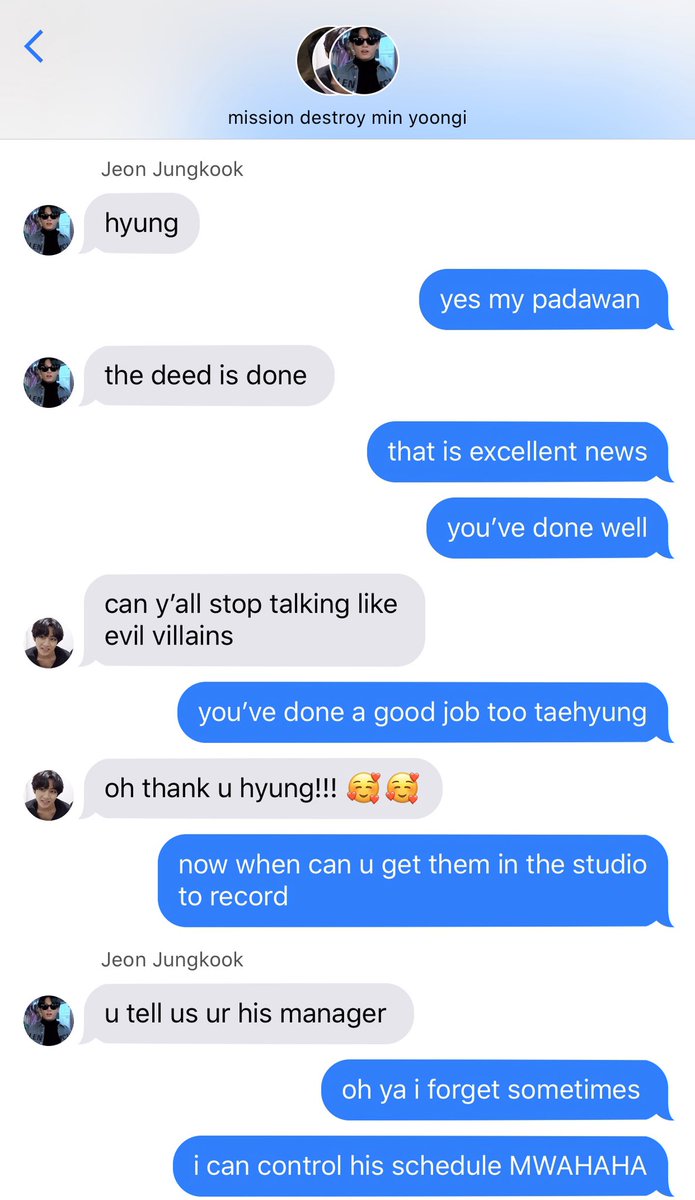 mission destroy min yoongi
Jeon Jungkook
hyung
yes my padawan
the deed is done
that is excellent news
you’ve done well
can y’all stop talking like
evil villains
you’ve done a good job too taehyung
oh thank u hyung!!! 🥰🥰
now when can u get them in the studio
to record
Jeon Jungkook
u tell us ur his manager
oh ya i forget sometimes
i can control his schedule MWAHAHA